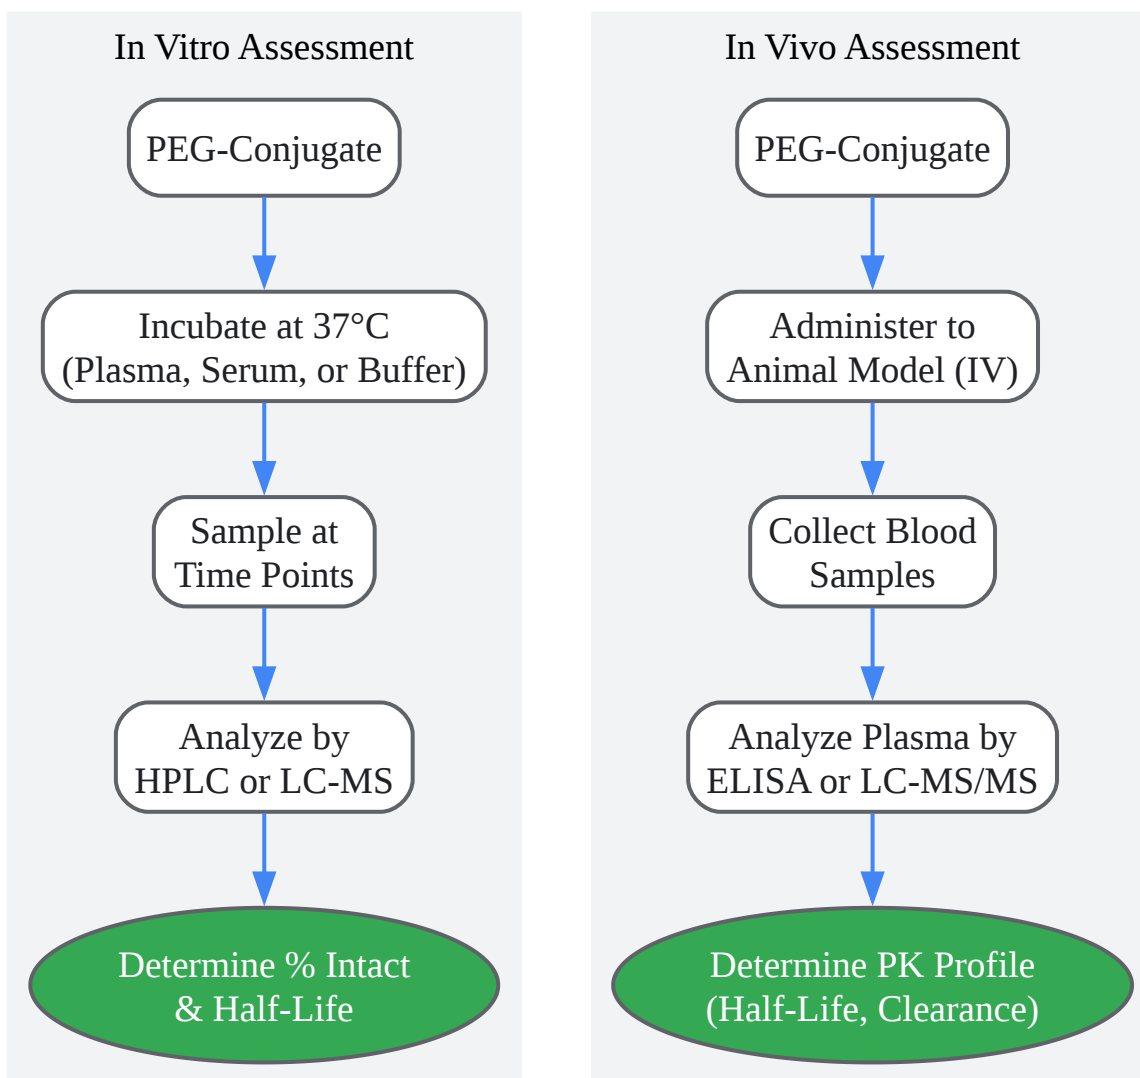 In Vitro Assessment
PEG-Conjugate
Incubate at 37°C
(Plasma, Serum, or Buffer)
Sample at
Time Points
Analyze by
HPLC or LC-MS
Determine % Intact
& Half-Life
In Vivo Assessment
PEG-Conjugate
Administer to
Animal Model (IV)
Collect Blood
Samples
Analyze Plasma by
ELISA or LC-MS/MS
Determine PK Profile
(Half-Life, Clearance)